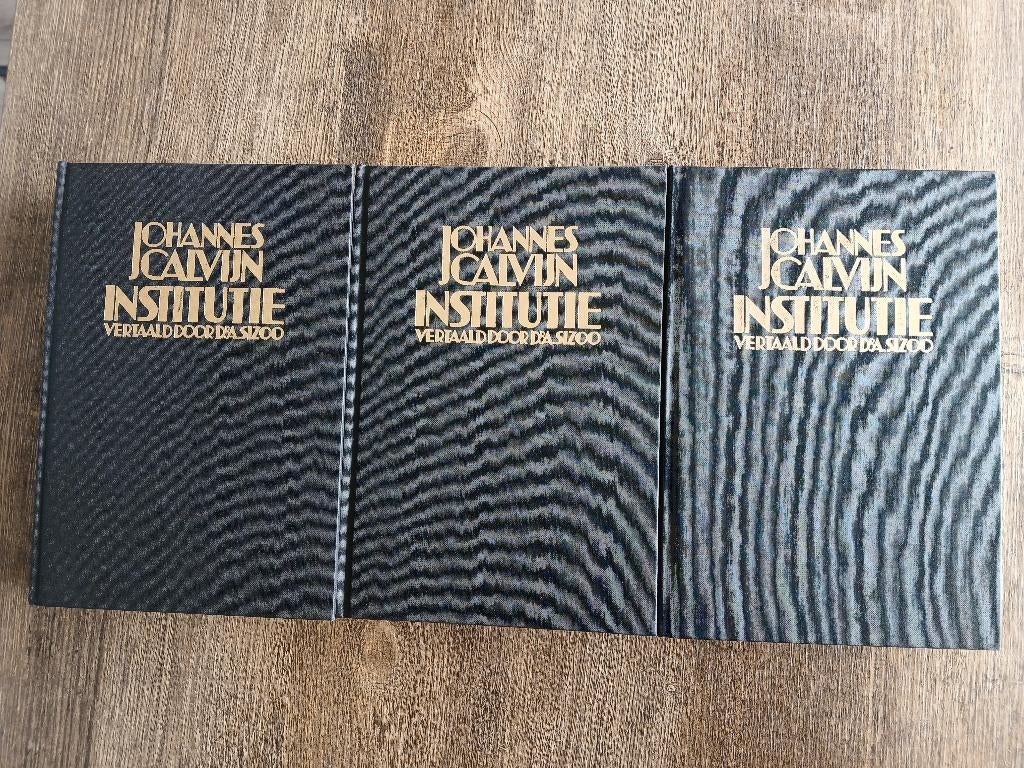 JOHANNES
CALVIJN
INSTITUTIE
VERTAALD DOOR DR A. SIZOO
JOHANNES
CALVIJN
INSTITUTIE
VERTAALD DOOR DR A. SIZOO
JOHANNES
CALVIJN
INSTITUTIE
VERTAALD DOOR DR A. SIZOO